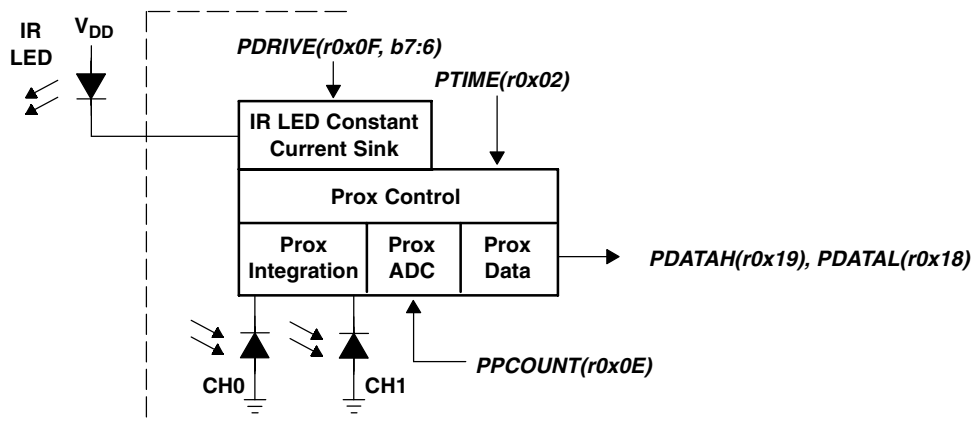 IR
LED
VDD
PDRIVE(r0x0F, b7:6)
PTIME(r0x02)
IR LED Constant
Current Sink
Prox Control
Prox
Integration
Prox
ADC
Prox
Data
PDATAH(r0x19), PDATAL(r0x18)
CH0
CH1
PPCOUNT(r0x0E)